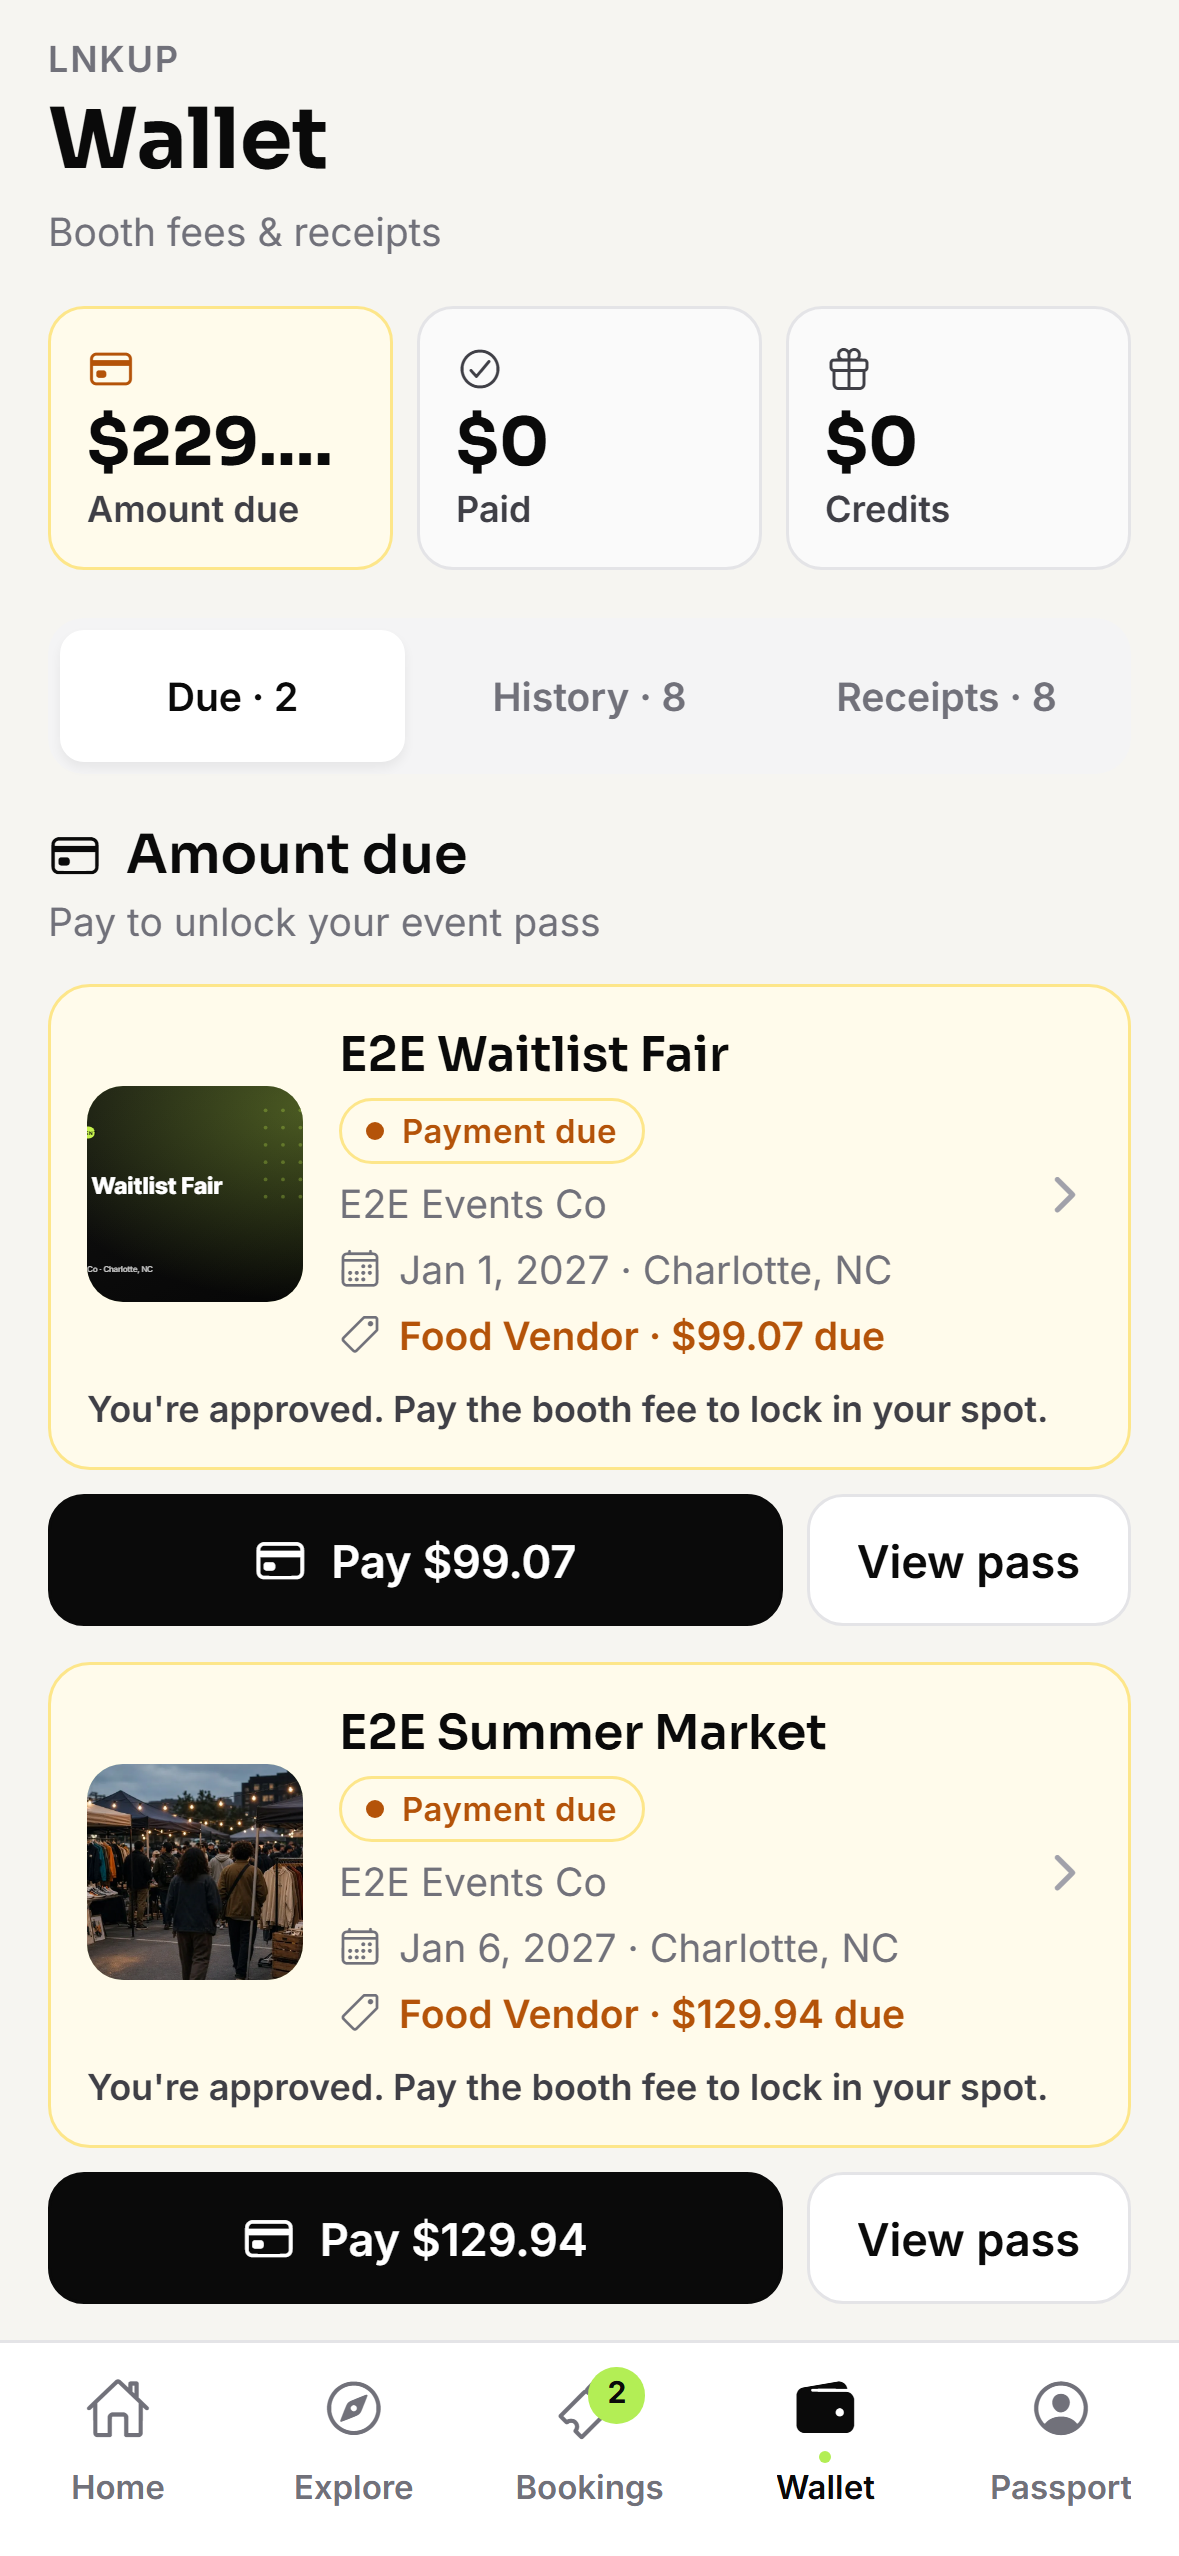 LNKUP
Wallet
Booth fees & receipts
$229....
Amount due
$0
Paid
$0
Credits
Due · 2
History · 8
Receipts · 8
Amount due
Pay to unlock your event pass
E2E Waitlist Fair
Payment due
Waitlist Fair
E2E Events Co
Co · Charlotte, NC
Jan 1, 2027 · Charlotte, NC
Food Vendor · $99.07 due
You're approved. Pay the booth fee to lock in your spot.
Pay $99.07
View pass
E2E Summer Market
Payment due
E2E Events Co
Jan 6, 2027 · Charlotte, NC
Food Vendor · $129.94 due
You're approved. Pay the booth fee to lock in your spot.
Pay $129.94
View pass
2
Home
Explore
Bookings
Wallet
Passport